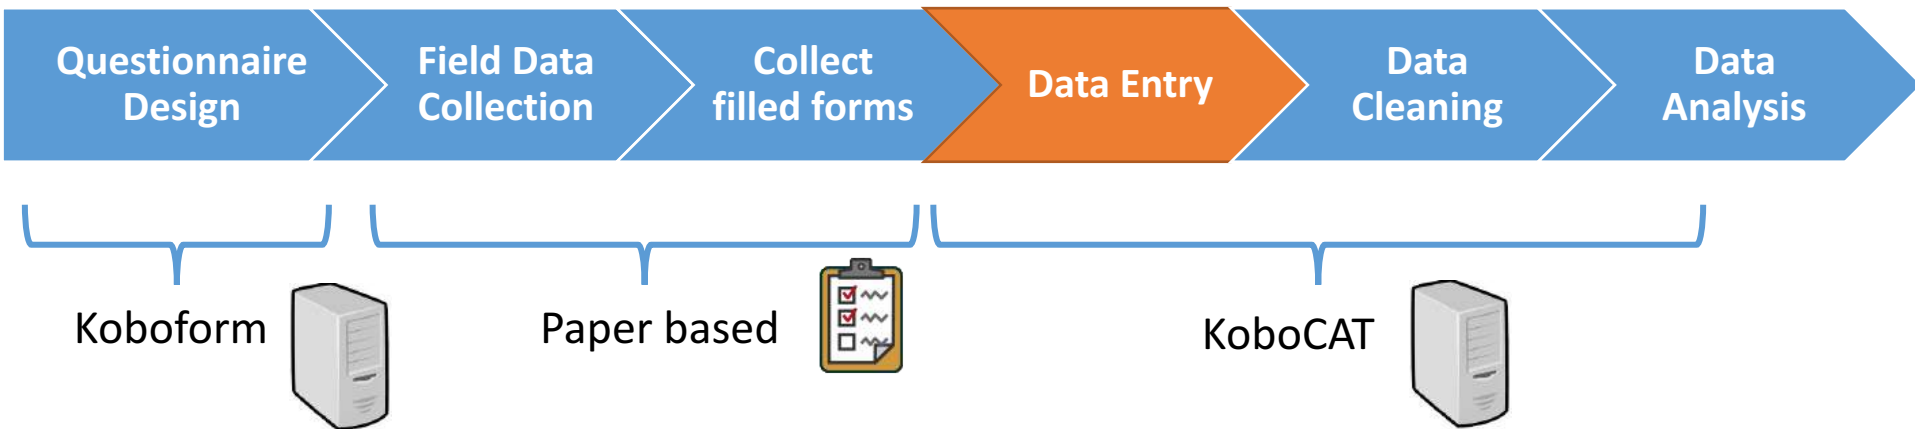 Questionnaire
Design
Field Data
Collection
Collect
filled forms
Data Entry
Data
Cleaning
Data
Analysis
Koboform
Paper based
KoboCAT